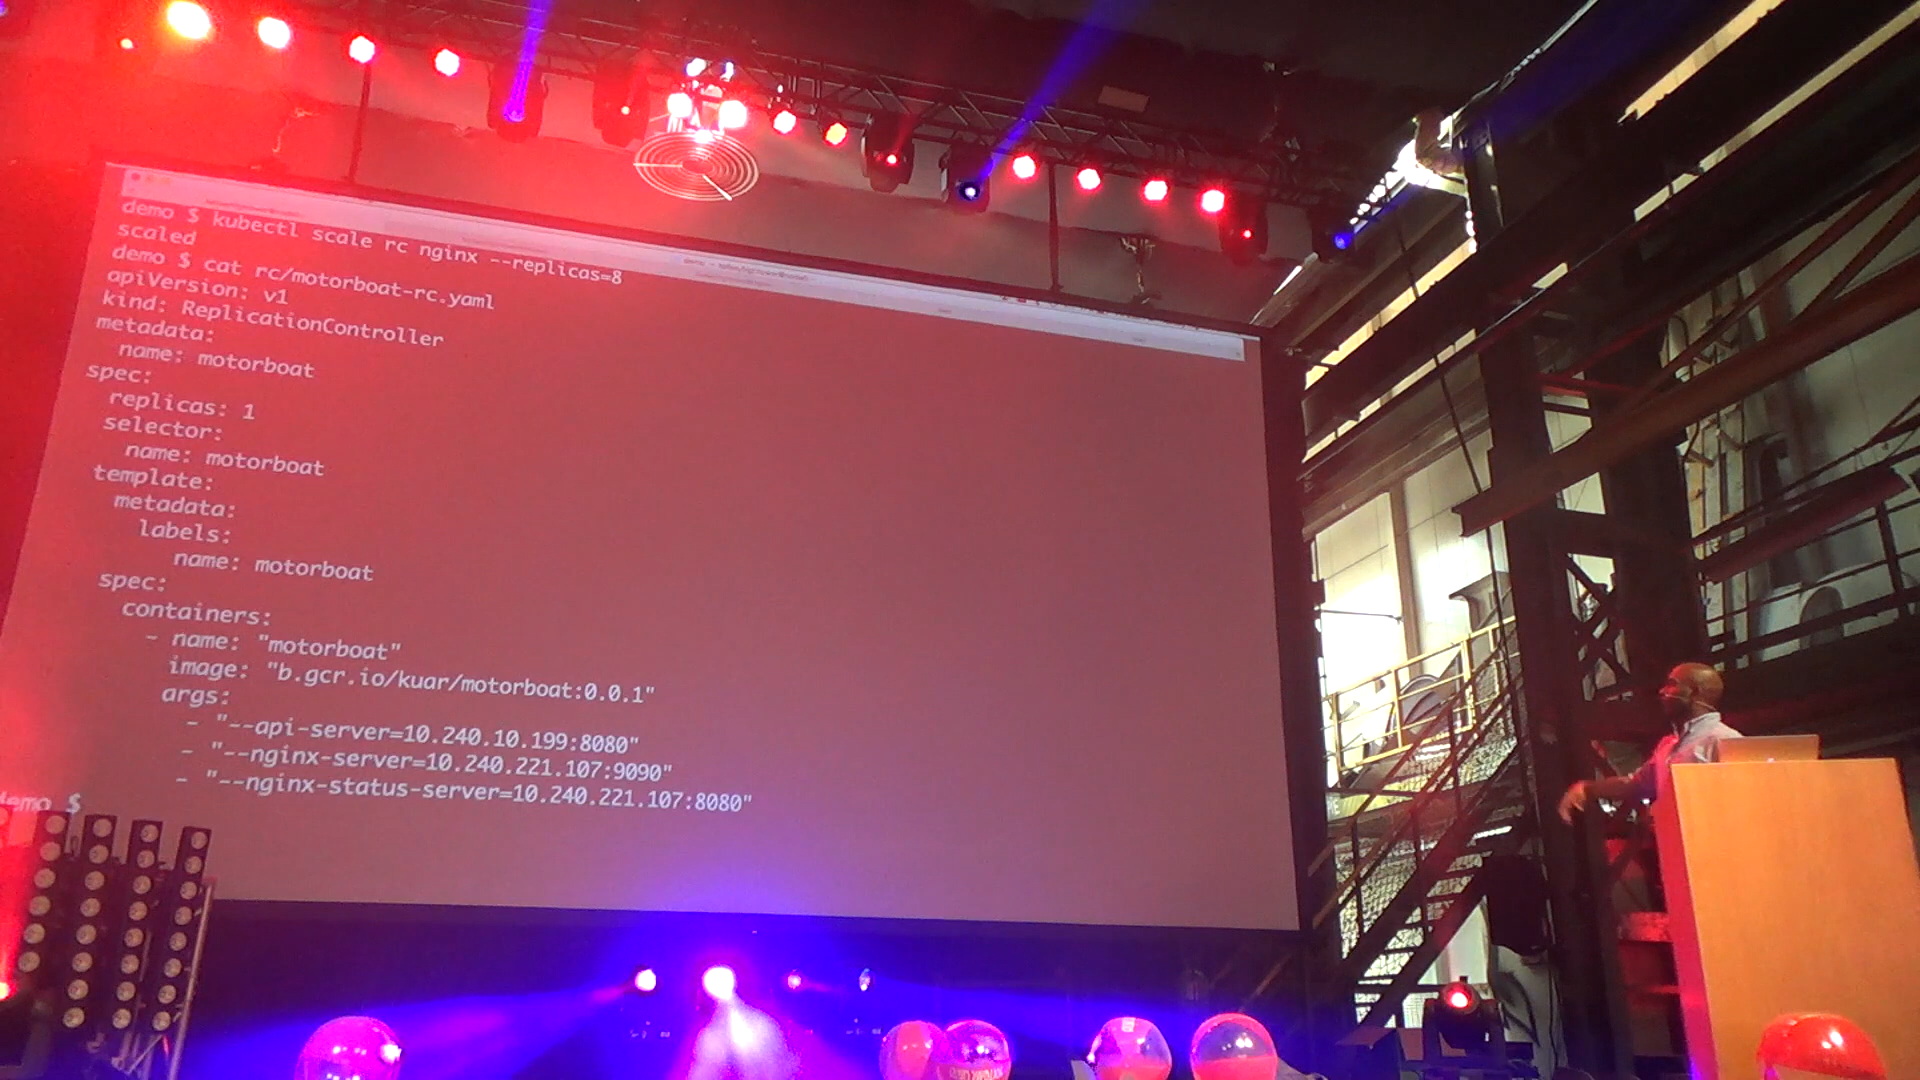 demo $ kubectl scale rc nginx --replicas=8
scaled
demo $ cat rc/motorboat-rc.yaml
apiVersion: v1
kind: ReplicationController
metadata:
  name: motorboat
spec:
  replicas: 1
  selector:
    name: motorboat
  template:
    metadata:
      labels:
        name: motorboat
    spec:
      containers:
        - name: "motorboat"
          image: "b.gcr.io/kuar/motorboat:0.0.1"
          args:
            - "--api-server=10.240.10.199:8080"
            - "--nginx-server=10.240.221.107:9090"
            - "--nginx-status-server=10.240.221.107:8080"
demo $